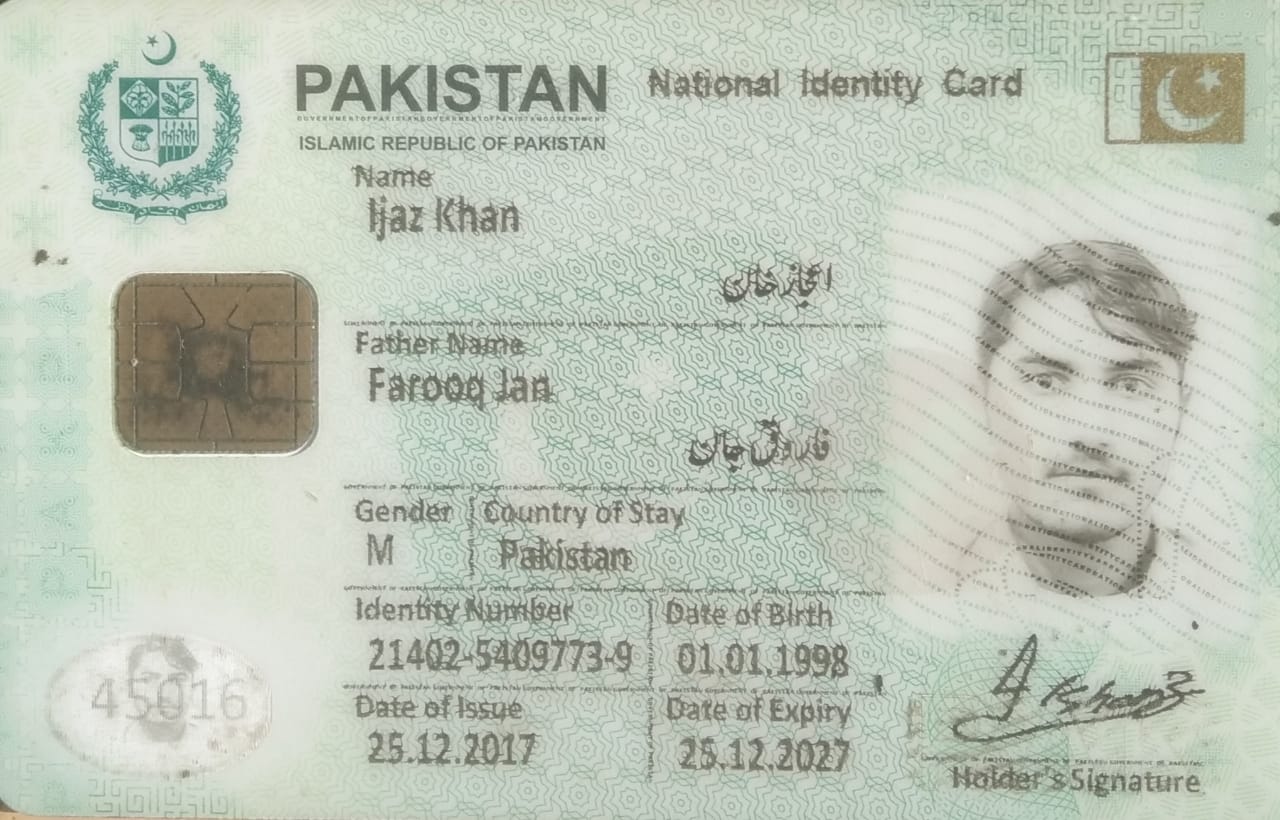 PAKISTAN National Identity Card
ISLAMIC REPUBLIC OF PAKISTAN
Name
Ijaz Khan
اعجاز خان
Father Name
Farooq Jan
فاروق جان
Gender Country of Stay
M Pakistan
Identity Number Date of Birth
21402-5409773-9 01.01.1998
Date of Issue Date of Expiry
25.12.2017 25.12.2027
45016
Holder's Signature